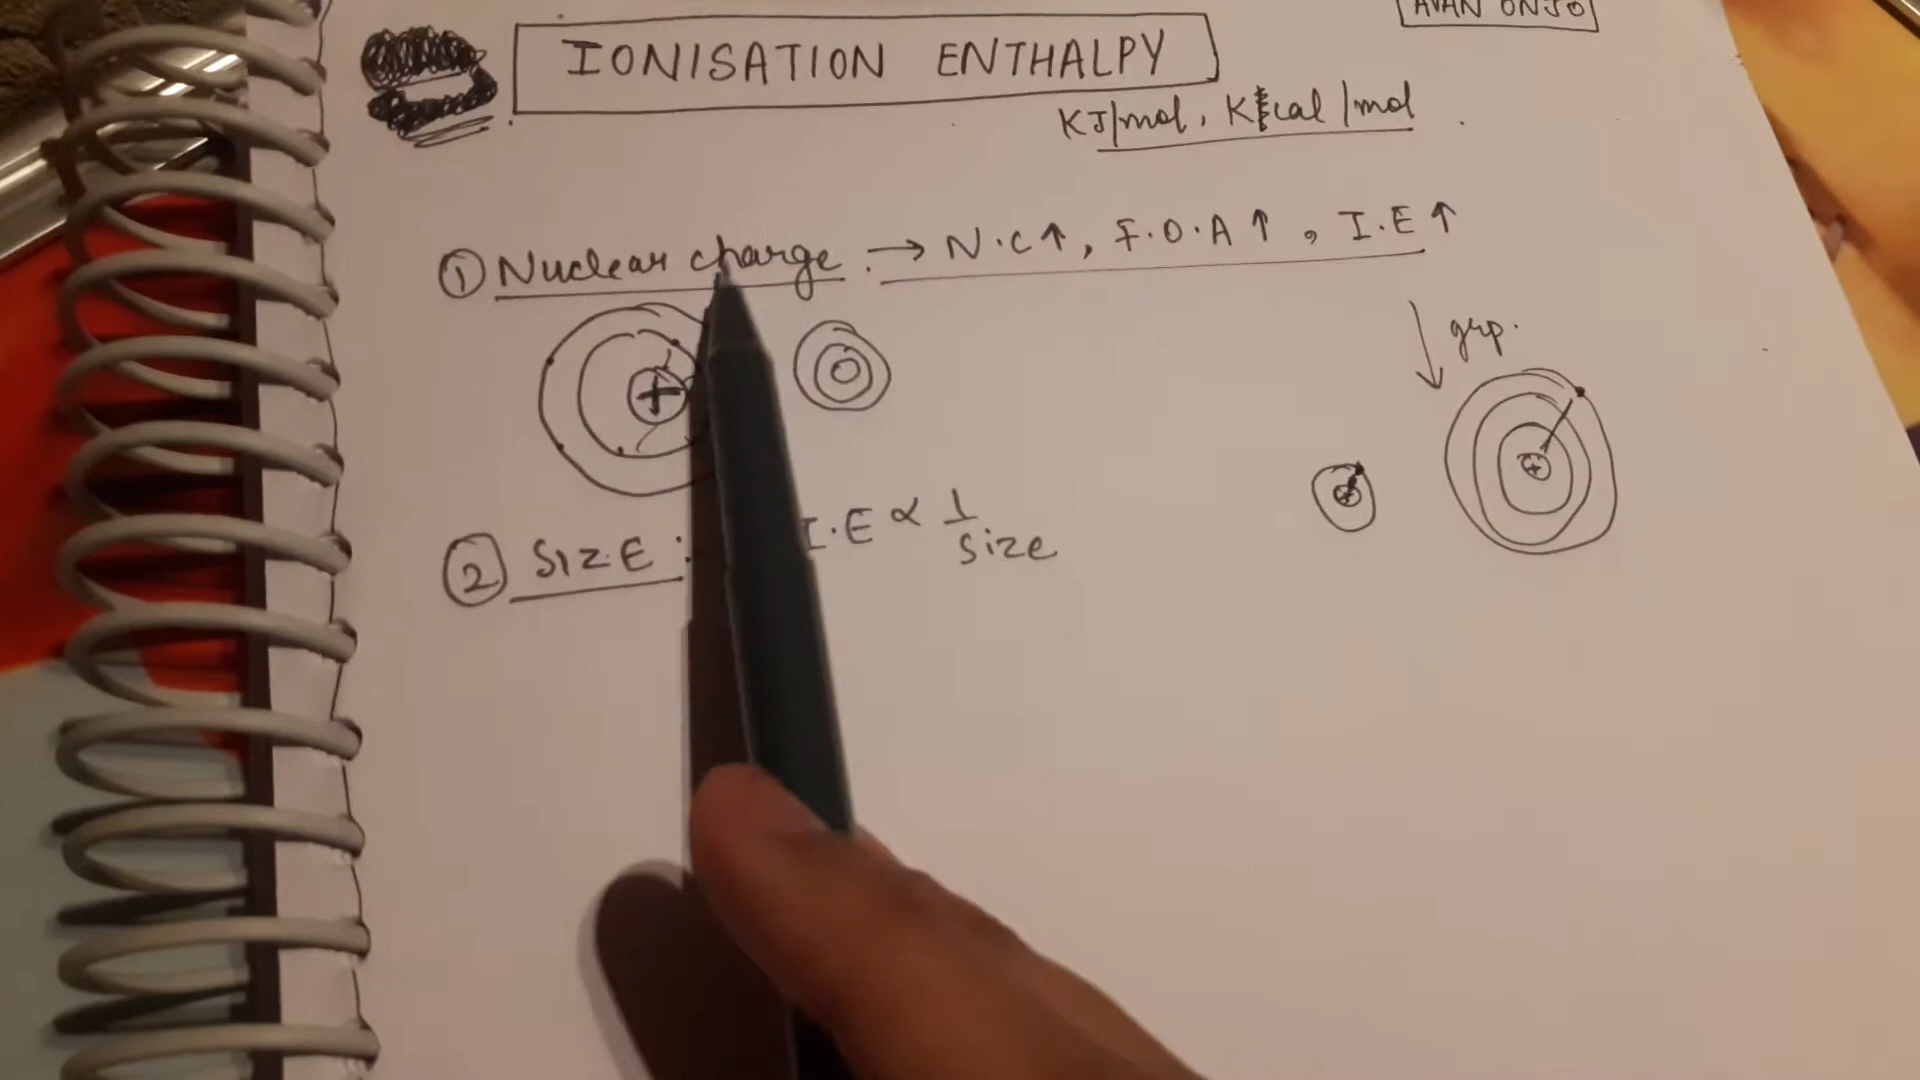 AVAN ONJO
IONISATION ENTHALPY
KJ/mol, Kcal/mol
① Nuclear charge. → N.C↑, F.O.A↑, I.E↑
+
grp.
+
+
② SIZE : I.E ∝ 1/Size